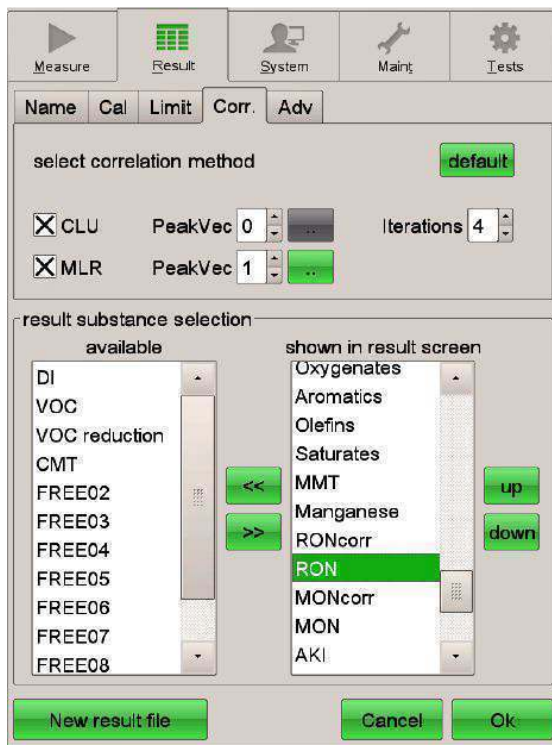 Measure Result System Maint Tests
Name Cal Limit Corr. Adv
select correlation method default
CLU PeakVec 0 .. Iterations 4
MLR PeakVec 1 ..
result substance selection
available
DI
VOC
VOC reduction
CMT
FREE02
FREE03
FREE04
FREE05
FREE06
FREE07
FREE08
<<
>>
shown in result screen
Oxygenates
Aromatics
Olefins
Saturates
MMT
Manganese
RONcorr
RON
MONcorr
MON
AKI
up
down
New result file Cancel Ok